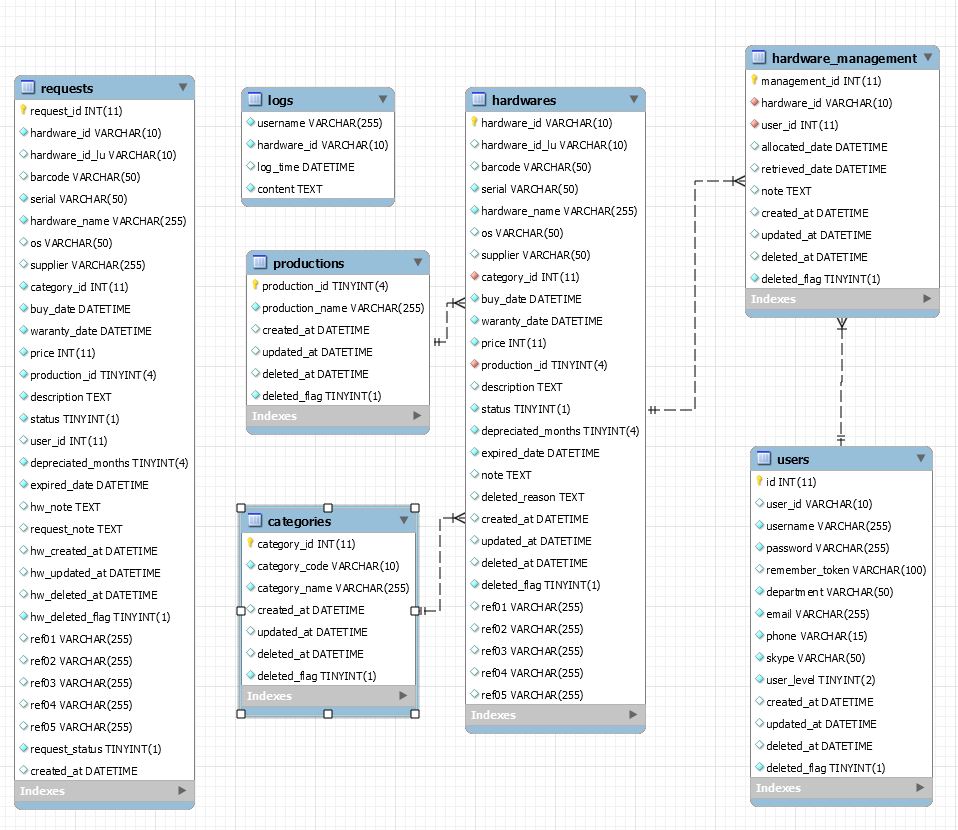 requests
request_id INT(11)
hardware_id VARCHAR(10)
hardware_id_lu VARCHAR(10)
barcode VARCHAR(50)
serial VARCHAR(50)
hardware_name VARCHAR(255)
os VARCHAR(50)
supplier VARCHAR(255)
category_id INT(11)
buy_date DATETIME
waranty_date DATETIME
price INT(11)
production_id TINYINT(4)
description TEXT
status TINYINT(1)
user_id INT(11)
depreciated_months TINYINT(4)
expired_date DATETIME
hw_note TEXT
request_note TEXT
hw_created_at DATETIME
hw_updated_at DATETIME
hw_deleted_at DATETIME
hw_deleted_flag TINYINT(1)
ref01 VARCHAR(255)
ref02 VARCHAR(255)
ref03 VARCHAR(255)
ref04 VARCHAR(255)
ref05 VARCHAR(255)
request_status TINYINT(1)
created_at DATETIME
Indexes
logs
username VARCHAR(255)
hardware_id VARCHAR(10)
log_time DATETIME
content TEXT
productions
production_id TINYINT(4)
production_name VARCHAR(255)
created_at DATETIME
updated_at DATETIME
deleted_at DATETIME
deleted_flag TINYINT(1)
Indexes
categories
category_id INT(11)
category_code VARCHAR(10)
category_name VARCHAR(255)
created_at DATETIME
updated_at DATETIME
deleted_at DATETIME
deleted_flag TINYINT(1)
Indexes
hardwares
hardware_id VARCHAR(10)
hardware_id_lu VARCHAR(10)
barcode VARCHAR(50)
serial VARCHAR(50)
hardware_name VARCHAR(255)
os VARCHAR(50)
supplier VARCHAR(50)
category_id INT(11)
buy_date DATETIME
waranty_date DATETIME
price INT(11)
production_id TINYINT(4)
description TEXT
status TINYINT(1)
depreciated_months TINYINT(4)
expired_date DATETIME
note TEXT
deleted_reason TEXT
created_at DATETIME
updated_at DATETIME
deleted_at DATETIME
deleted_flag TINYINT(1)
ref01 VARCHAR(255)
ref02 VARCHAR(255)
ref03 VARCHAR(255)
ref04 VARCHAR(255)
ref05 VARCHAR(255)
Indexes
hardware_management
management_id INT(11)
hardware_id VARCHAR(10)
user_id INT(11)
allocated_date DATETIME
retrieved_date DATETIME
note TEXT
created_at DATETIME
updated_at DATETIME
deleted_at DATETIME
deleted_flag TINYINT(1)
Indexes
users
id INT(11)
user_id VARCHAR(10)
username VARCHAR(255)
password VARCHAR(255)
remember_token VARCHAR(100)
department VARCHAR(50)
email VARCHAR(255)
phone VARCHAR(15)
skype VARCHAR(50)
user_level TINYINT(2)
created_at DATETIME
updated_at DATETIME
deleted_at DATETIME
deleted_flag TINYINT(1)
Indexes